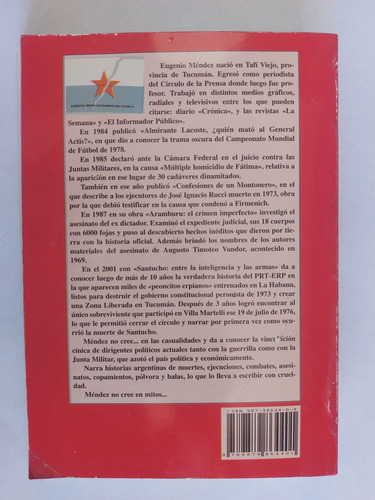 Eugenio Méndez nació en Tafí Viejo, pro-
vincia de Tucumán. Egresó como periodista
del Círculo de la Prensa donde luego fue pro-
fesor. Trabajó en distintos medios gráficos,
radiales y televisivos entre los que pueden
citarse: diario «Crónica», y las revistas «La
Semana» y «El Informador Público».
En 1984 publicó «Almirante Lacoste, ¿quién mató al General
Actis?», en que dio a conocer la trama oscura del Campeonato Mundial
de Fútbol de 1978.
En 1985 declaró ante la Cámara Federal en el juicio contra las
Juntas Militares, en la causa «Múltiple homicidio de Fátima», relativa
a la aparición en ese lugar de 30 cadáveres dinamitados.
También en ese año publicó «Confesiones de un Montonero», en el
que describe a los ejecutores de José Ignacio Rucci muerto en 1973, obra
por la que debió testificar en la causa que condenó a Firmenich.
En 1987 en su obra «Aramburu: el crimen imperfecto» investigó el
asesinato del ex dictador. Examinó el expediente judicial, sus 18 cuerpos
con 6000 fojas y puso al descubierto hechos inéditos que dieron por tie-
rra con la historia oficial. Además brindó los nombres de los autores
materiales del asesinato de Augusto Timoteo Vandor, acontecido en
1969.
En el 2001 con «Santucho: entre la inteligencia y las armas» da a
conocer luego de más de 10 años la verdadera historia del PRT-ERP en
la que aparecen miles de «peoncitos erpianos» entrenados en La Habana,
listos para destruir el gobierno constitucional peronista de 1973 y crear
una Zona Liberada en Tucumán. Después de 3 años logró encontrar al
único sobreviviente que participó en Villa Martelli ese 19 de julio de 1976,
lo que le permitió cerrar el círculo y narrar por primera vez como ocu-
rrió la muerte de Santucho.
Méndez no cree... en las casualidades y da a conocer la vinculación
cínica de dirigentes políticos actuales tanto con la guerrilla como con la
Junta Militar, que azotó el país política y económicamente.
Narra historias argentinas de muertes, ejecuciones, combates, asesi-
natos, copamientos, pólvora y balas, lo que lo lleva a escribir con cruel-
dad.
Méndez no cree en mitos...